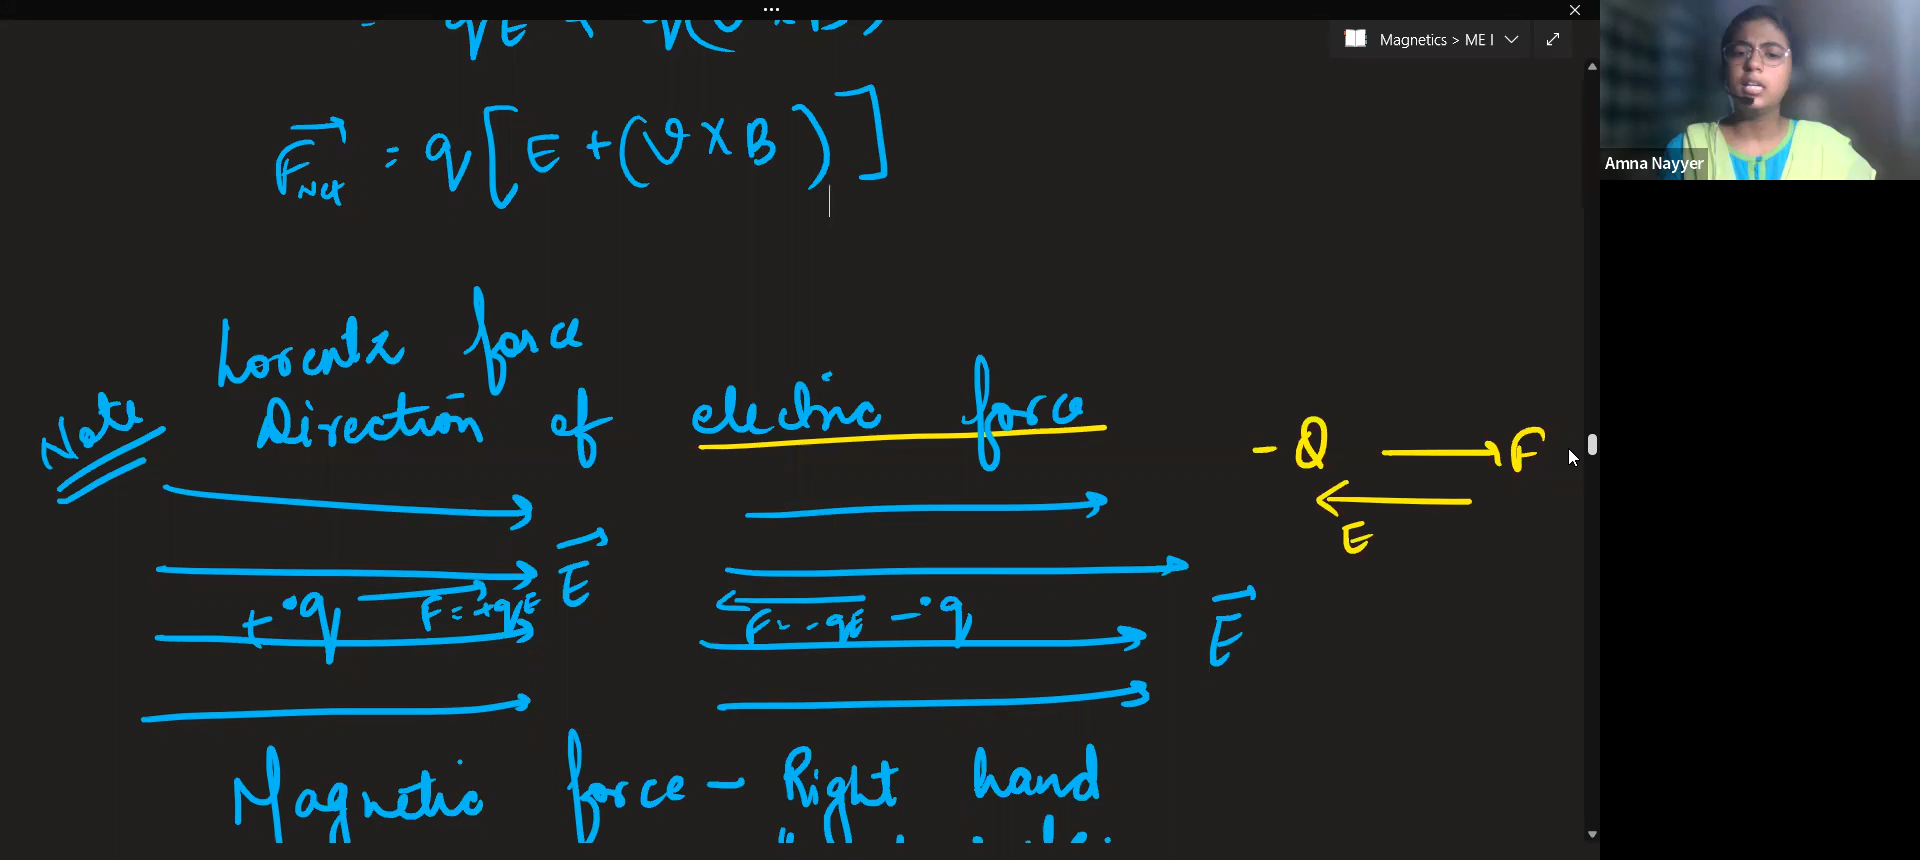 Magnetics > ME I
Amna Nayyer
F Net = q[E + (v × B)]
Lorentz force
Note
Direction of electric force
- Q → F
E
E
+ q F = +qE
F = -qE - q
E
Magnetic force - Right hand